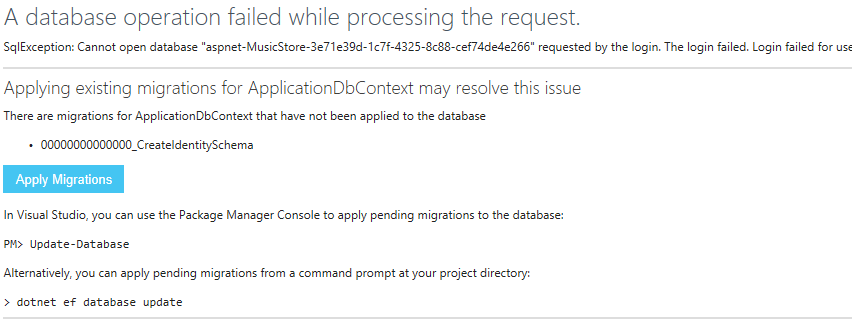 A database operation failed while processing the request.
SqlException: Cannot open database "aspnet-MusicStore-3e71e39d-1c7f-4325-8c88-cef74de4e266" requested by the login. The login failed. Login failed for use
Applying existing migrations for ApplicationDbContext may resolve this issue
There are migrations for ApplicationDbContext that have not been applied to the database
• 00000000000000_CreateIdentitySchema
Apply Migrations
In Visual Studio, you can use the Package Manager Console to apply pending migrations to the database:
PM> Update-Database
Alternatively, you can apply pending migrations from a command prompt at your project directory:
> dotnet ef database update